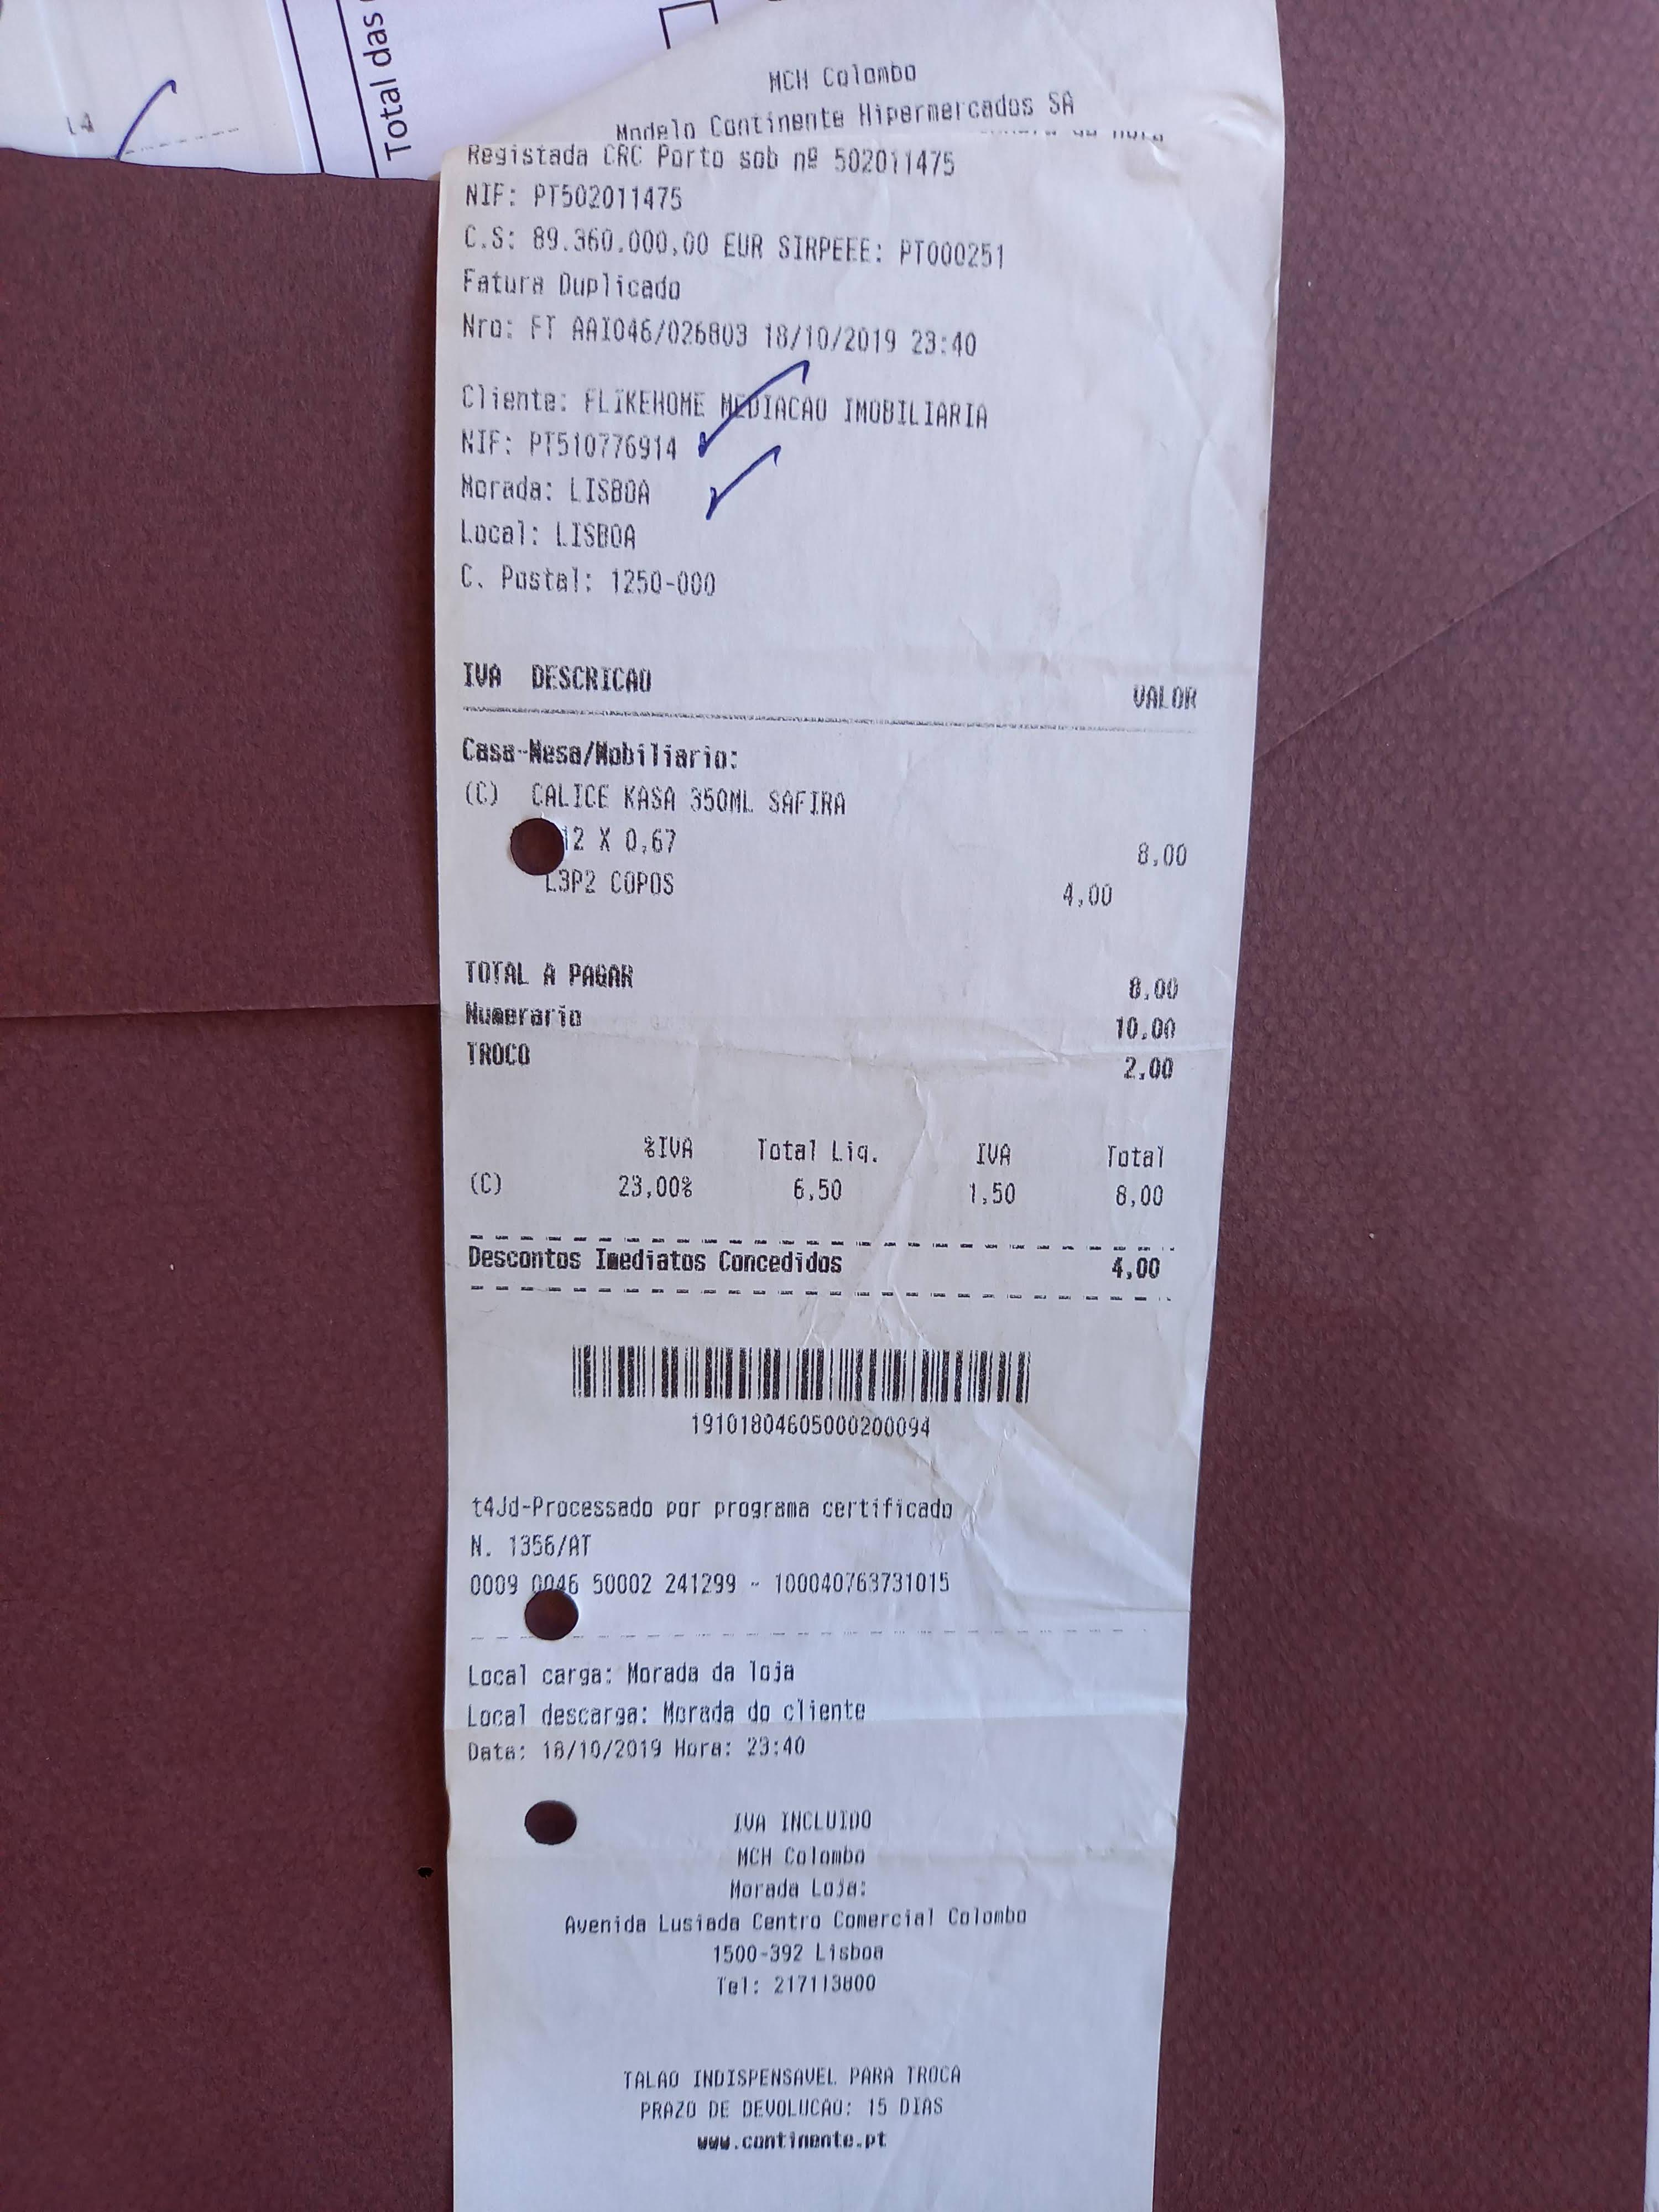 Total das
14
MCH Colombo
Modelo Continente Hipermercados SA
Registada CRC Porto sob nº 502011475
NIF: PT502011475
C.S: 89.360.000,00 EUR SIRPEEE: PT000251
Fatura Duplicado
Nro: FT AAI046/026803 18/10/2019 23:40
Cliente: FLIKEHOME MEDIACAO IMOBILIARIA
NIF: PT510776914
Morada: LISBOA
Local: LISBOA
C. Postal: 1250-000
IVA DESCRICAO VALOR
Casa-Mesa/Mobiliario:
(C) CALICE KASA 350ML SAFIRA
12 X 0,67 8,00
L3P2 COPOS 4,00
TOTAL A PAGAR 8,00
Numerario 10,00
TROCO 2,00
%IVA Total Liq. IVA Total
(C) 23,00% 6,50 1,50 8,00
Descontos Imediatos Concedidos 4,00
19101804605000200094
t4Jd-Processado por programa certificado
N. 1356/AT
0009 0046 50002 241299 - 100040763731015
Local carga: Morada da loja
Local descarga: Morada do cliente
Data: 18/10/2019 Hora: 23:40
IVA INCLUIDO
MCH Colombo
Morada Loja:
Avenida Lusiada Centro Comercial Colombo
1500-392 Lisboa
Tel: 217113800
TALAO INDISPENSAVEL PARA TROCA
PRAZO DE DEVOLUCAO: 15 DIAS
www.continente.pt